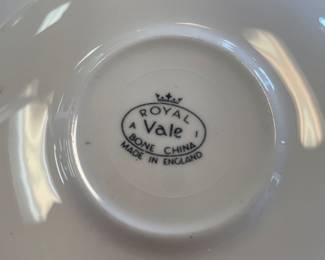 ROYAL
A Vale I
BONE CHINA
MADE IN ENGLAND